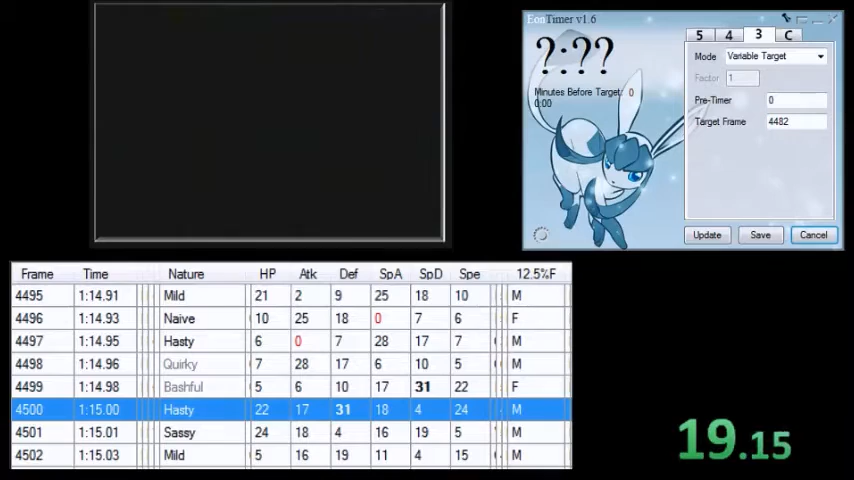 EonTimer v1.6
?:??
Minutes Before Target: 0
0:00
5 4 3 C
Mode Variable Target
Factor 1
Pre-Timer 0
Target Frame 4482
Update Save Cancel
Frame Time Nature HP Atk Def SpA SpD Spe 12.5%F
4495 1:14.91 Mild 21 2 9 25 18 10 M
4496 1:14.93 Naive 10 25 18 0 7 6 F
4497 1:14.95 Hasty 6 0 7 28 17 7 M
4498 1:14.96 Quirky 7 28 17 6 10 5 M
4499 1:14.98 Bashful 5 6 10 17 31 22 F
4500 1:15.00 Hasty 22 17 31 18 4 24 M
4501 1:15.01 Sassy 24 18 4 16 19 5 M
4502 1:15.03 Mild 5 16 19 11 4 15 M
19.15